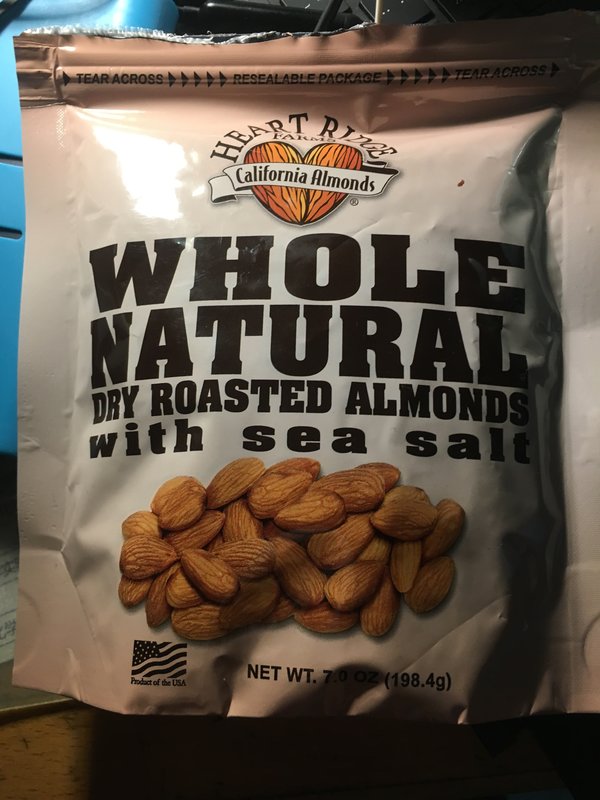 TEAR ACROSS RESEALABLE PACKAGE TEAR ACROSS
HEART RIDGE
FARMS
California Almonds
®
WHOLE
NATURAL
DRY ROASTED ALMONDS
with sea salt
Product of the USA
NET WT. 7.0 OZ (198.4g)